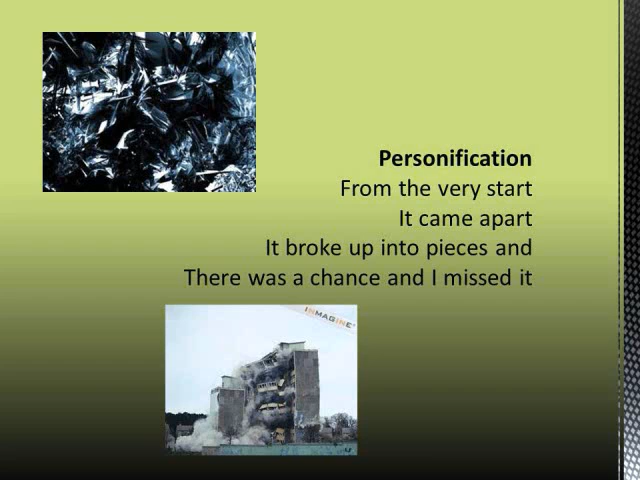 Personification
From the very start
It came apart
It broke up into pieces and
There was a chance and I missed it
INMAGINE